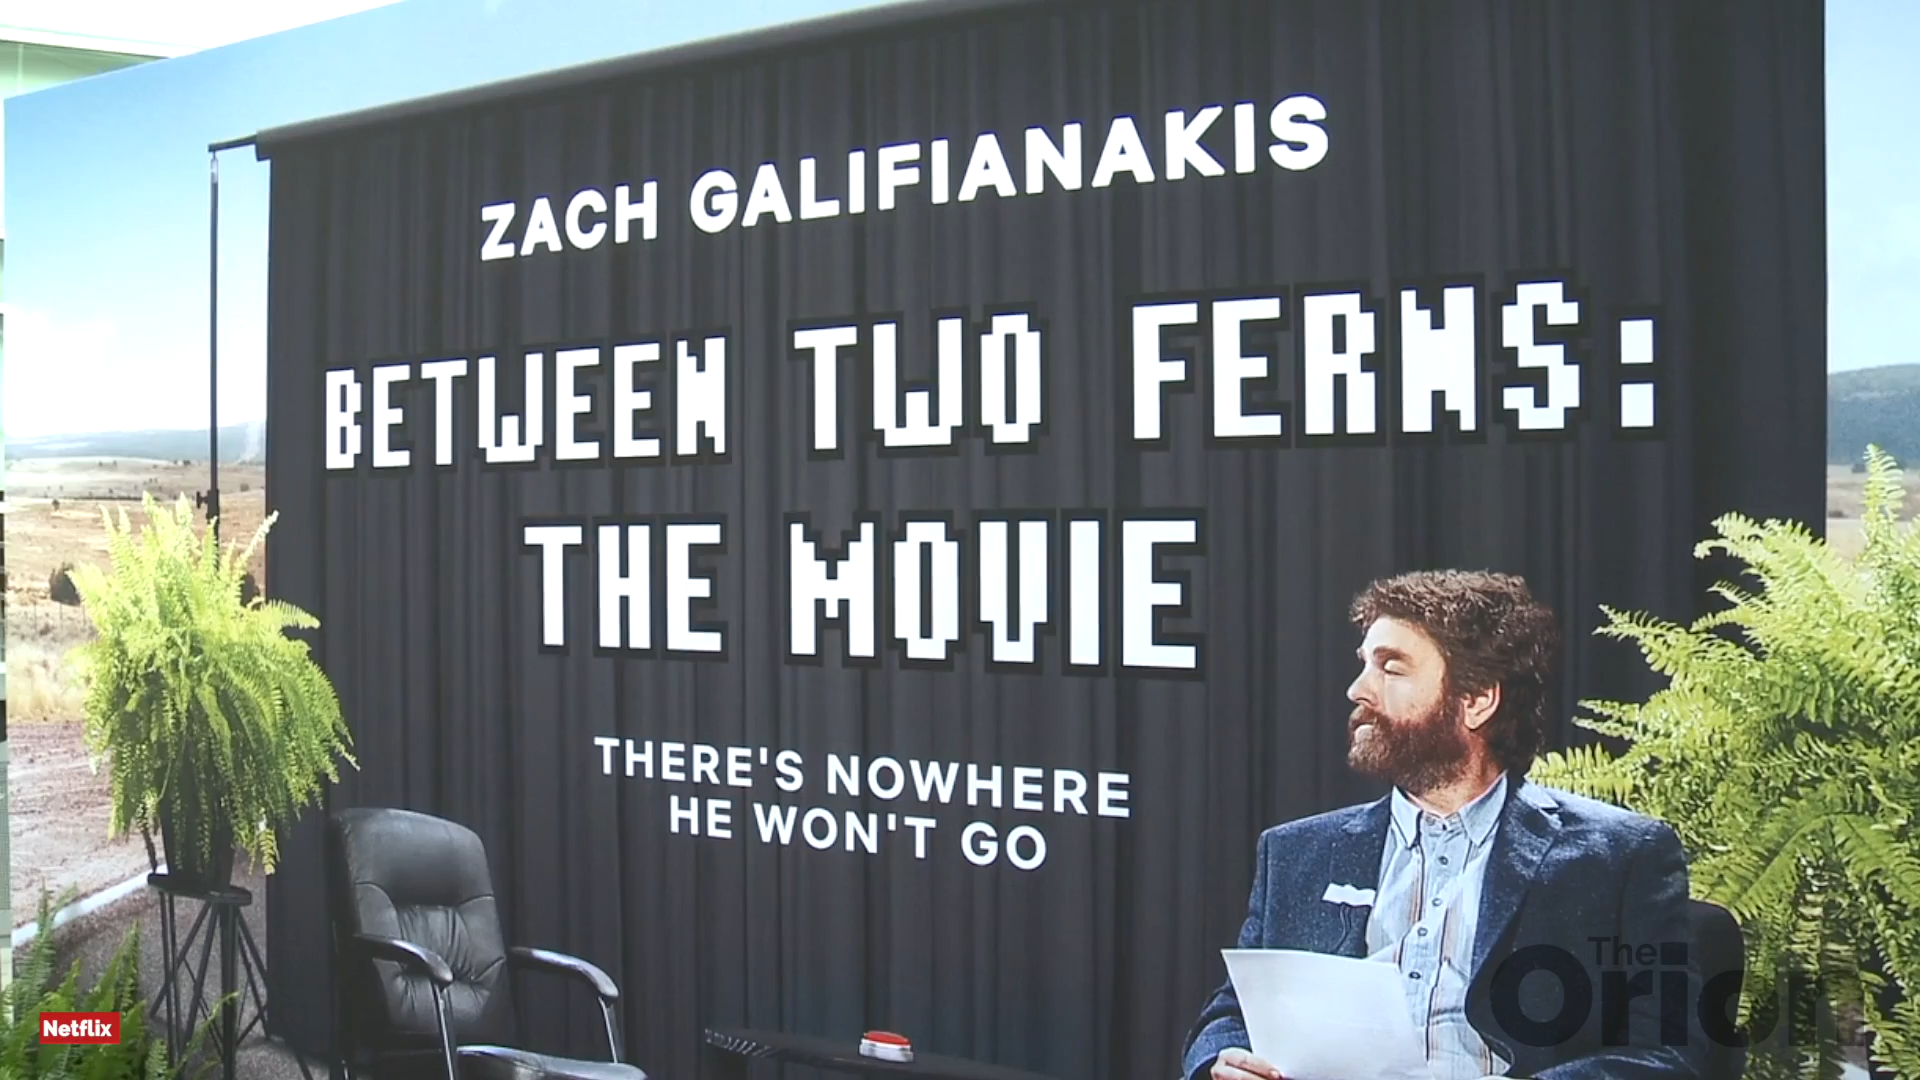 ZACH GALIFIANAKIS
BETWEEN TWO FERNS:
THE MOVIE
THERE'S NOWHERE
HE WON'T GO
Netflix
The
Orion